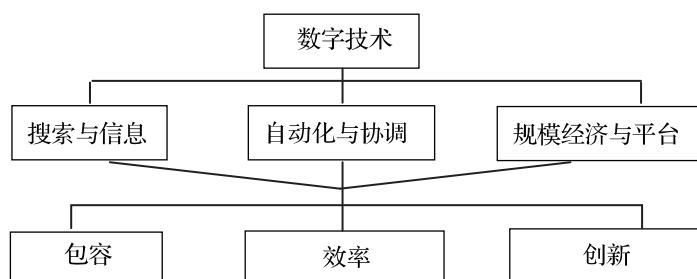 数字技术
搜索与信息
自动化与协调
规模经济与平台
包容
效率
创新